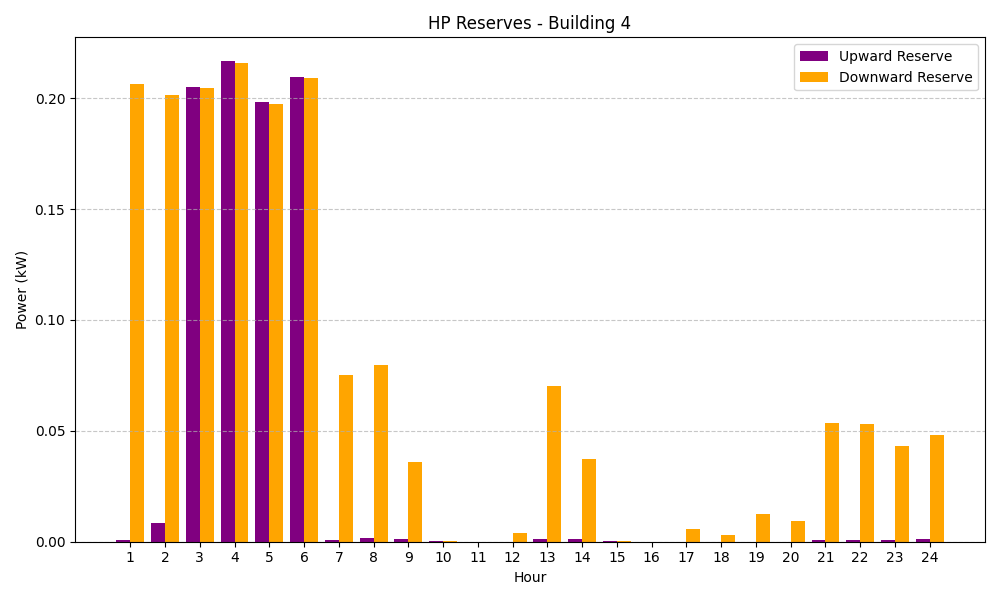 HP Reserves - Building 4
Upward Reserve
Downward Reserve
Power (kW)
0.20
0.15
0.10
0.05
0.00
1 2 3 4 5 6 7 8 9 10 11 12 13 14 15 16 17 18 19 20 21 22 23 24
Hour